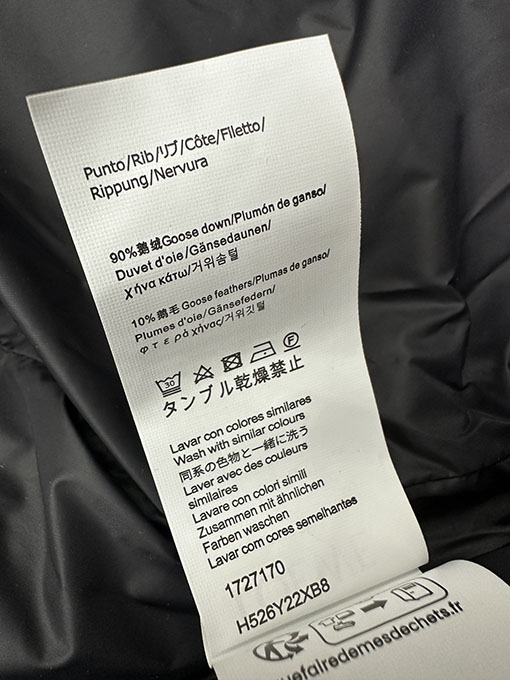 Punto/Rib/リブ/Côte/Filetto/
Rippung/Nervura
90%鹅绒Goose down/Plumón de ganso/
Duvet d'oie/Gänsedaunen/
χήνα κάτω/거위솜털
10%鹅毛 Goose feathers/Plumas de ganso/
Plumes d'oie/Gänsefedern/
φτερά χήνας/거위깃털
30 F
タンブル乾燥禁止
Lavar con colores similares
Wash with similar colours
同系の色物と一緒に洗う
Laver avec des couleurs
similaires
Lavare con colori simili
Zusammen mit ähnlichen
Farben waschen
Lavar com cores semelhantes
1727170
H526Y22XB8
uefairedemesdechets.fr